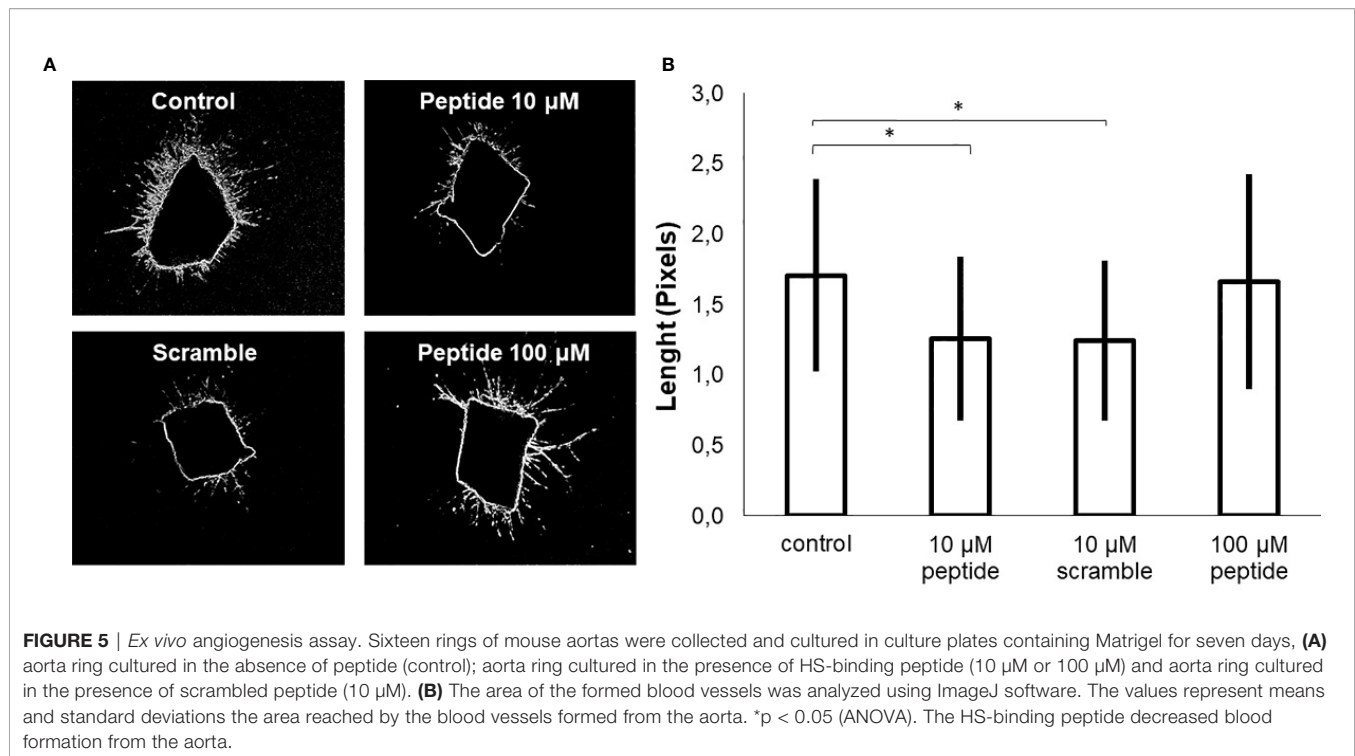 A
Control
Peptide 10 µM
Scramble
Peptide 100 µM
B
Lenght (Pixels)
3,0
2,5
2,0
1,5
1,0
0,5
0,0
*
*
control
10 µM
peptide
10 µM
scramble
100 µM
peptide
FIGURE 5 | Ex vivo angiogenesis assay. Sixteen rings of mouse aortas were collected and cultured in culture plates containing Matrigel for seven days, (A)
aorta ring cultured in the absence of peptide (control); aorta ring cultured in the presence of HS-binding peptide (10 µM or 100 µM) and aorta ring cultured
in the presence of scrambled peptide (10 µM). (B) The area of the formed blood vessels was analyzed using ImageJ software. The values represent means
and standard deviations the area reached by the blood vessels formed from the aorta. *p < 0.05 (ANOVA). The HS-binding peptide decreased blood
formation from the aorta.